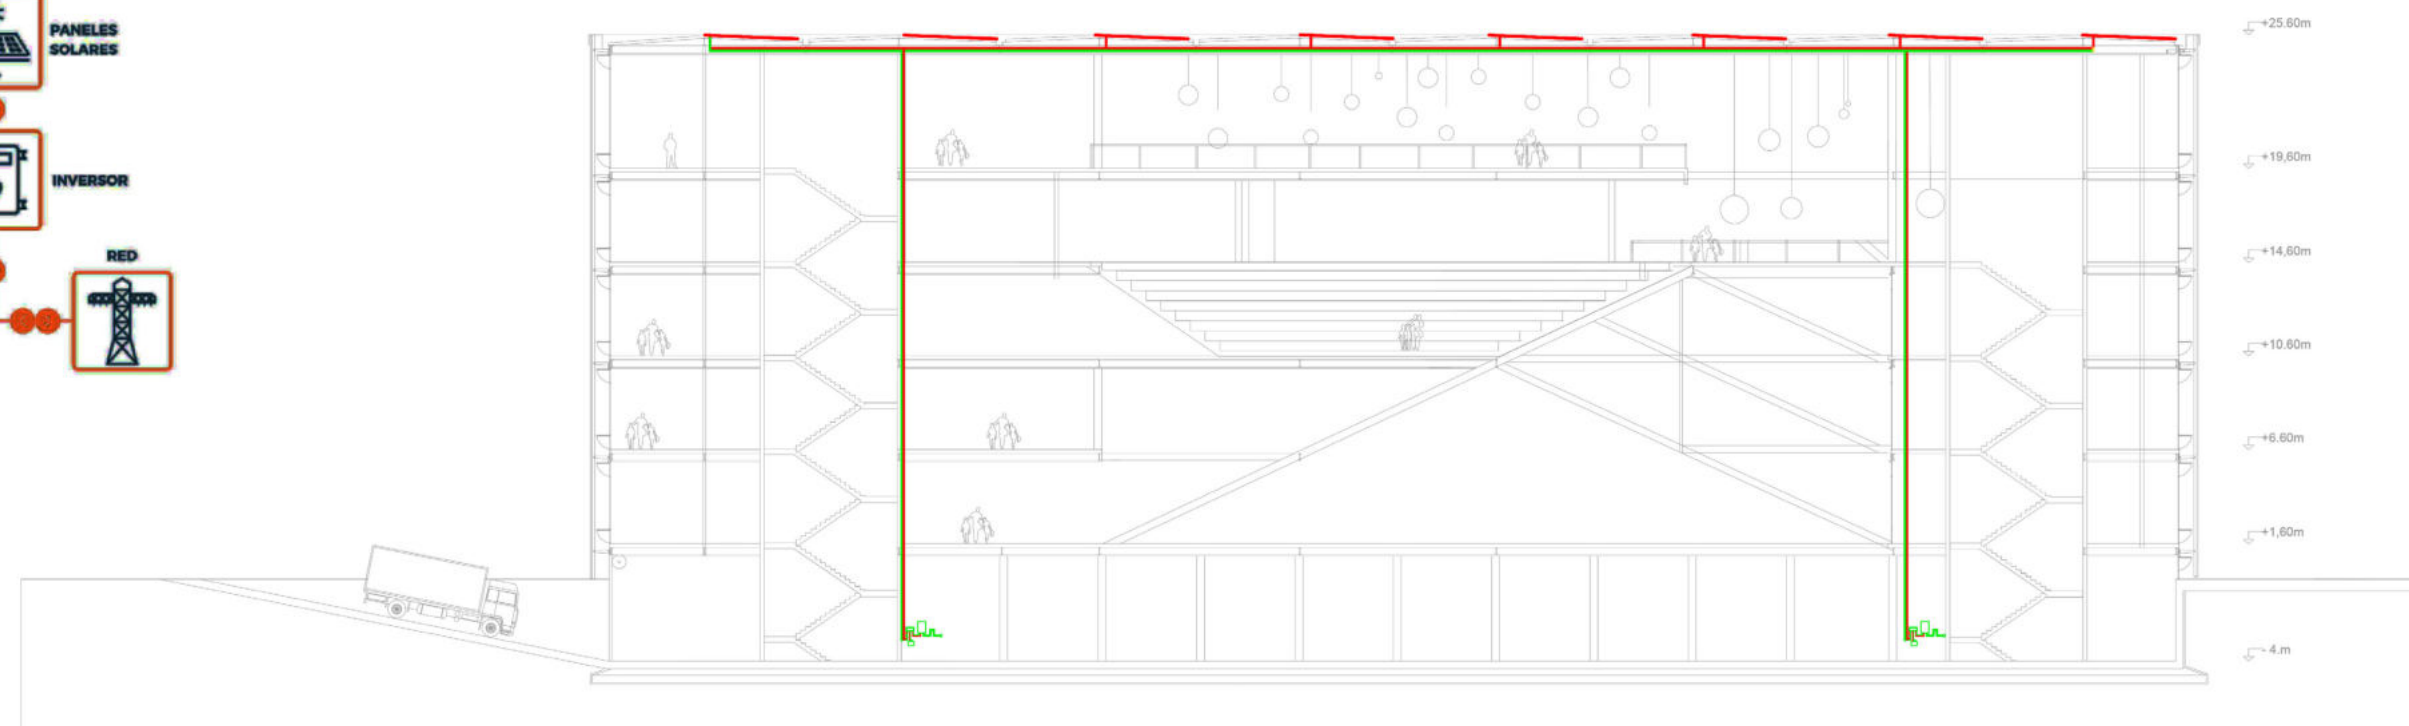 PANELES
SOLARES
INVERSOR
RED
+25.60m
+19,60m
+14,60m
+10.60m
+6.60m
+1,60m
- 4.m